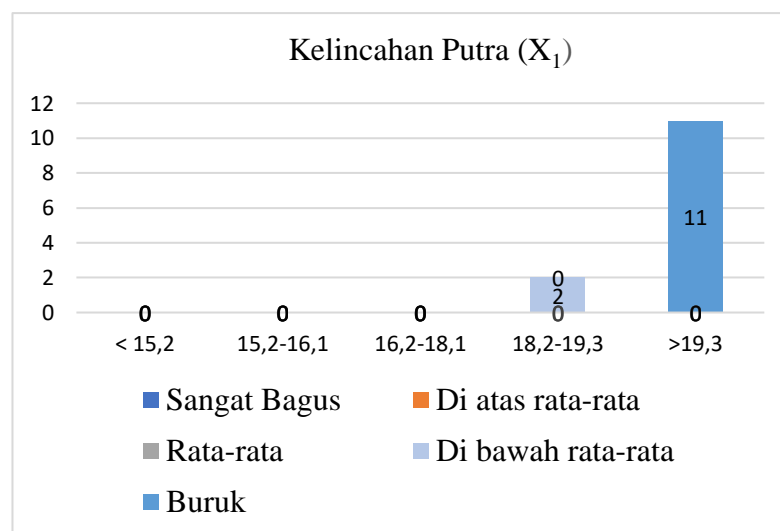 Kelincahan Putra (X₁)
12
10
8
6
4
2
0
0 0 0 0 2 0 11 0
< 15,2 15,2-16,1 16,2-18,1 18,2-19,3 >19,3
Sangat Bagus Di atas rata-rata
Rata-rata Di bawah rata-rata
Buruk